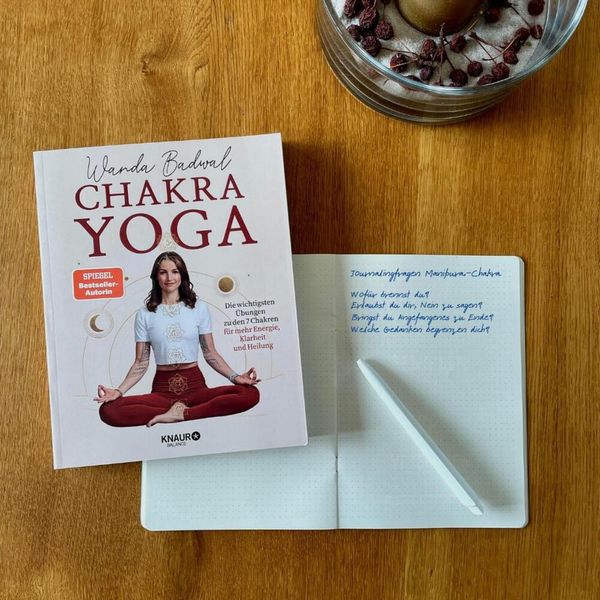 Wanda Badwal
CHAKRA
YOGA
SPIEGEL
Bestseller-
Autorin
Die wichtigsten
Übungen
zu den 7 Chakren
für mehr Energie,
Klarheit
und Heilung
KNAUR
BALANCE
Journalingfragen Manipura-Chakra
Wofür brennst du?
Erlaubst du dir, Nein zu sagen?
Bringst du Angefangenes zu Ende?
Welche Gedanken begrenzen dich?